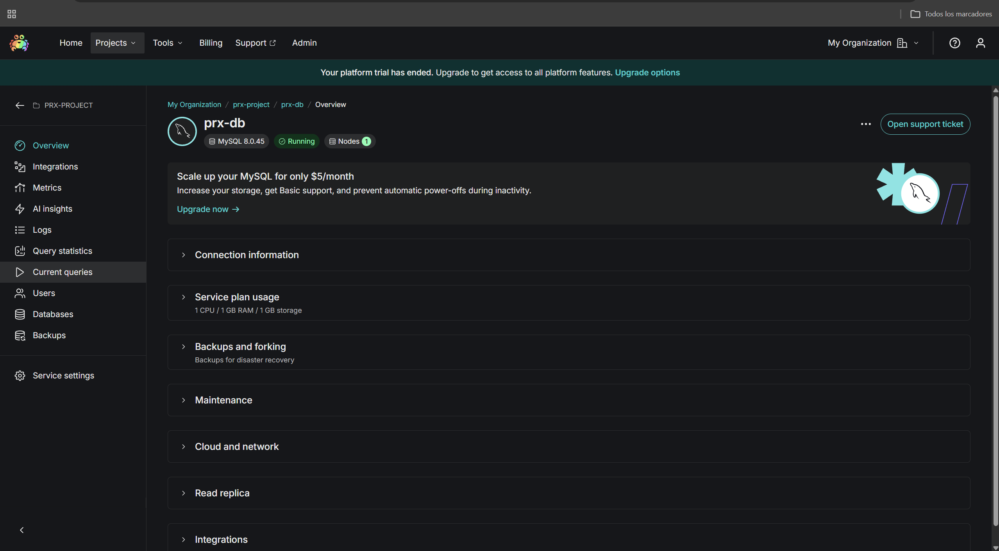 Todos los marcadores
Home
Projects
Tools
Billing
Support
Admin
My Organization
Your platform trial has ended. Upgrade to get access to all platform features. Upgrade options
PRX-PROJECT
Overview
Integrations
Metrics
AI insights
Logs
Query statistics
Current queries
Users
Databases
Backups
Service settings
My Organization / prx-project / prx-db / Overview
prx-db
MySQL 8.0.45
Running
Nodes 1
Open support ticket
Scale up your MySQL for only $5/month
Increase your storage, get Basic support, and prevent automatic power-offs during inactivity.
Upgrade now →
Connection information
Service plan usage
1 CPU / 1 GB RAM / 1 GB storage
Backups and forking
Backups for disaster recovery
Maintenance
Cloud and network
Read replica
Integrations